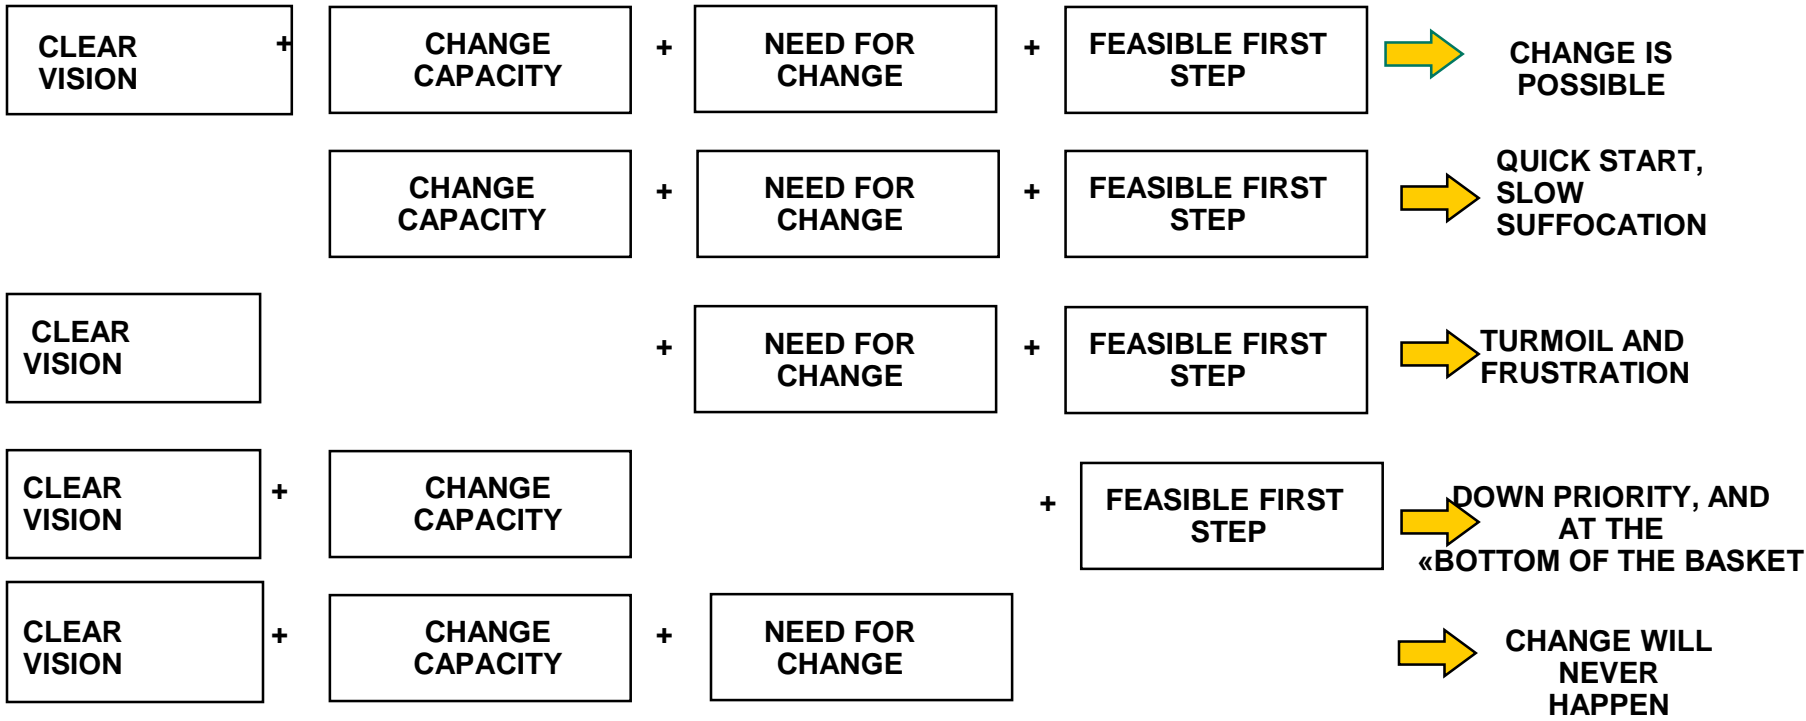 CLEAR
VISION
+
CHANGE
CAPACITY
+
NEED FOR
CHANGE
+
FEASIBLE FIRST
STEP
CHANGE IS
POSSIBLE
CHANGE
CAPACITY
+
NEED FOR
CHANGE
+
FEASIBLE FIRST
STEP
QUICK START,
SLOW
SUFFOCATION
CLEAR
VISION
+
NEED FOR
CHANGE
+
FEASIBLE FIRST
STEP
TURMOIL AND
FRUSTRATION
CLEAR
VISION
+
CHANGE
CAPACITY
+
FEASIBLE FIRST
STEP
DOWN PRIORITY, AND
AT THE
«BOTTOM OF THE BASKET
CLEAR
VISION
+
CHANGE
CAPACITY
+
NEED FOR
CHANGE
CHANGE WILL
NEVER
HAPPEN